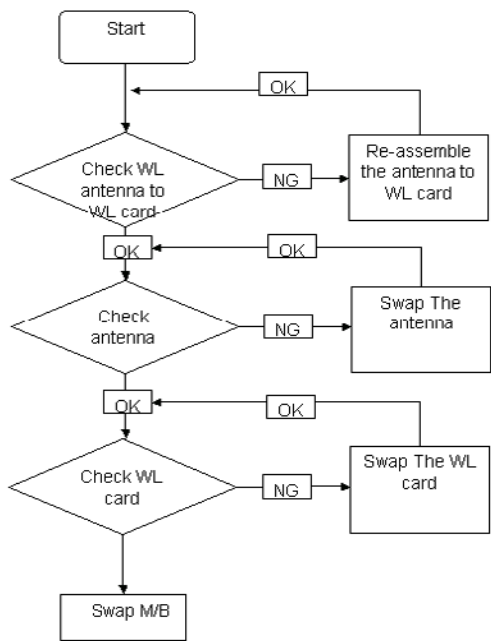 Start
OK
Check WL
antenna to
WL card
NG
Re-assemble
the antenna to
WL card
OK
OK
Check
antenna
NG
Swap The
antenna
OK
OK
Check WL
card
NG
Swap The WL
card
Swap M/B